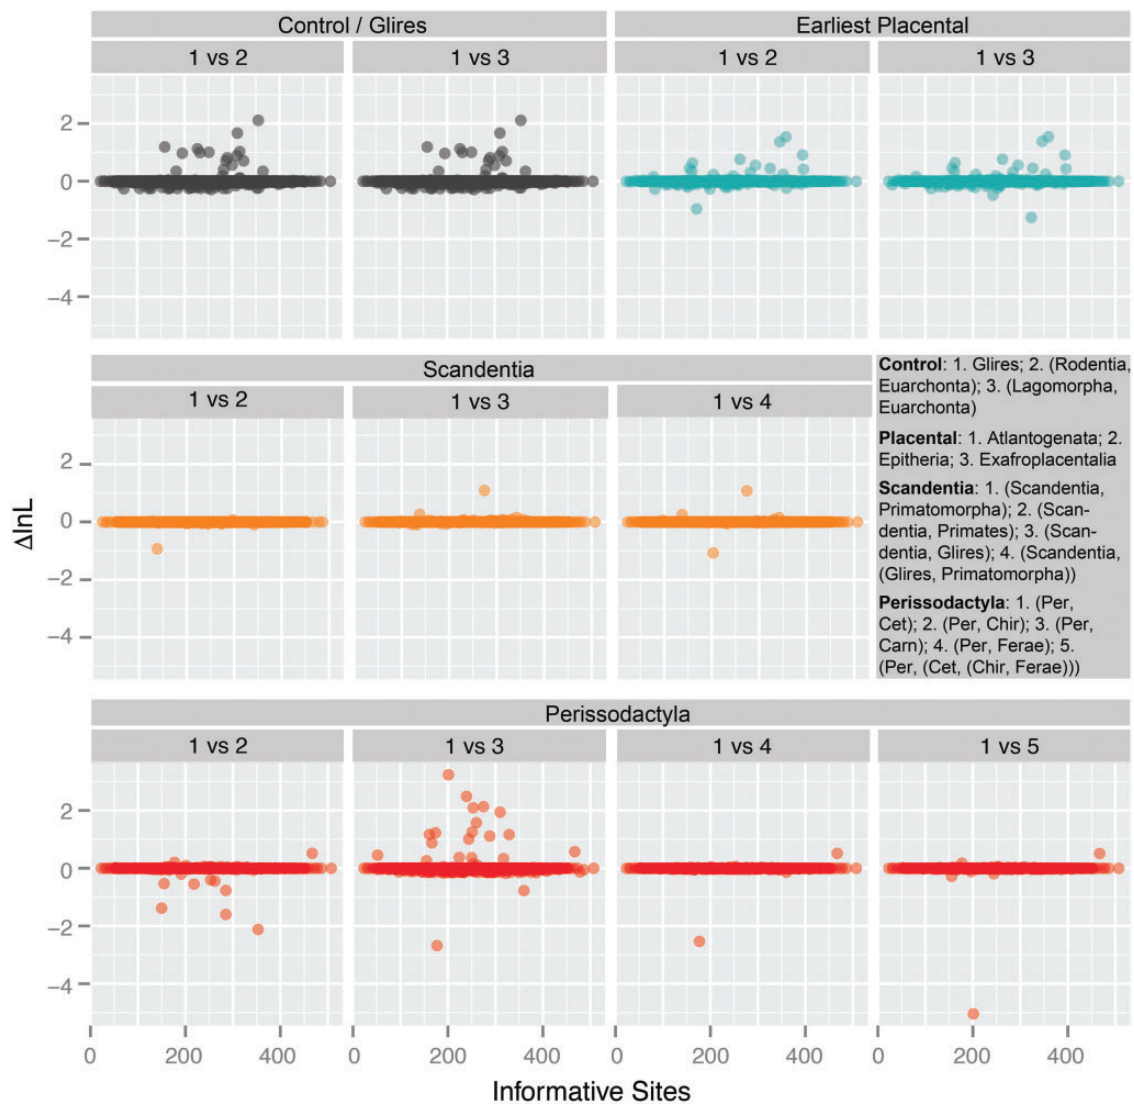 Control / Glires
Earliest Placental
1 vs 2
1 vs 3
1 vs 2
1 vs 3
2
0
−2
−4
Scandentia
1 vs 2
1 vs 3
1 vs 4
2
0
−2
−4
Control: 1. Glires; 2. (Rodentia,
Euarchonta); 3. (Lagomorpha,
Euarchonta)
Placental: 1. Atlantogenata; 2.
Epitheria; 3. Exafroplacentalia
Scandentia: 1. (Scandentia,
Primatomorpha); 2. (Scan-
dentia, Primates); 3. (Scan-
dentia, Glires); 4. (Scandentia,
(Glires, Primatomorpha))
Perissodactyla: 1. (Per,
Cet); 2. (Per, Chir); 3. (Per,
Carn); 4. (Per, Ferae); 5.
(Per, (Cet, (Chir, Ferae)))
ΔlnL
Perissodactyla
1 vs 2
1 vs 3
1 vs 4
1 vs 5
2
0
−2
−4
0 200 400
0 200 400
0 200 400
0 200 400
Informative Sites